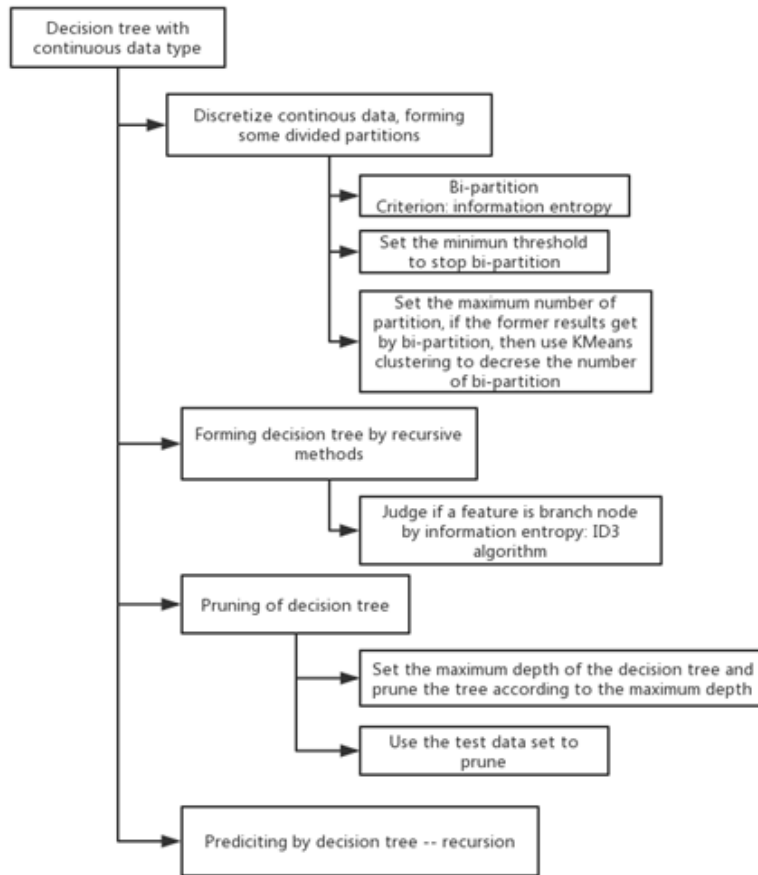 Decision tree with
continuous data type
Discretize continous data, forming
some divided partitions
Bi-partition
Criterion: information entropy
Set the minimun threshold
to stop bi-partition
Set the maximum number of
partition, if the former results get
by bi-partition, then use KMeans
clustering to decrese the number
of bi-partition
Forming decision tree by recursive
methods
Judge if a feature is branch node
by information entropy: ID3
algorithm
Pruning of decision tree
Set the maximum depth of the decision tree and
prune the tree according to the maximum depth
Use the test data set to
prune
Prediciting by decision tree -- recursion